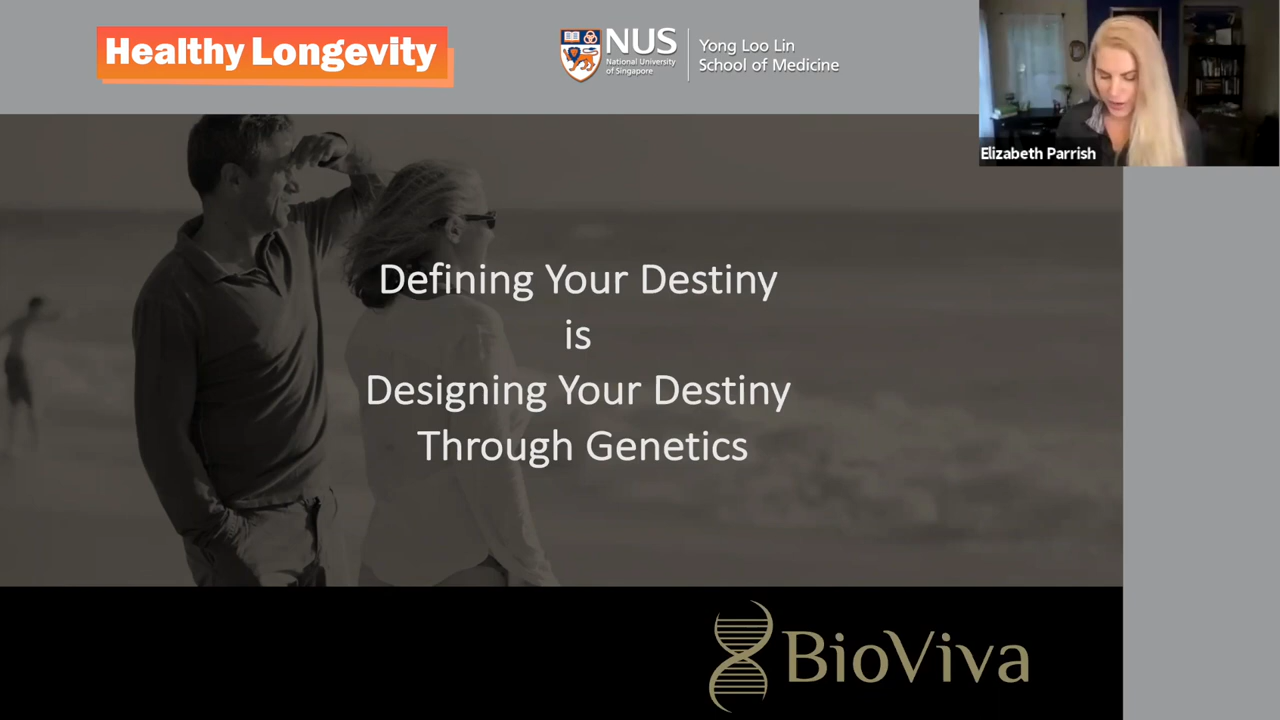 Healthy Longevity
NUS
National University
of Singapore
Yong Loo Lin
School of Medicine
Elizabeth Parrish
Defining Your Destiny
is
Designing Your Destiny
Through Genetics
BioViva